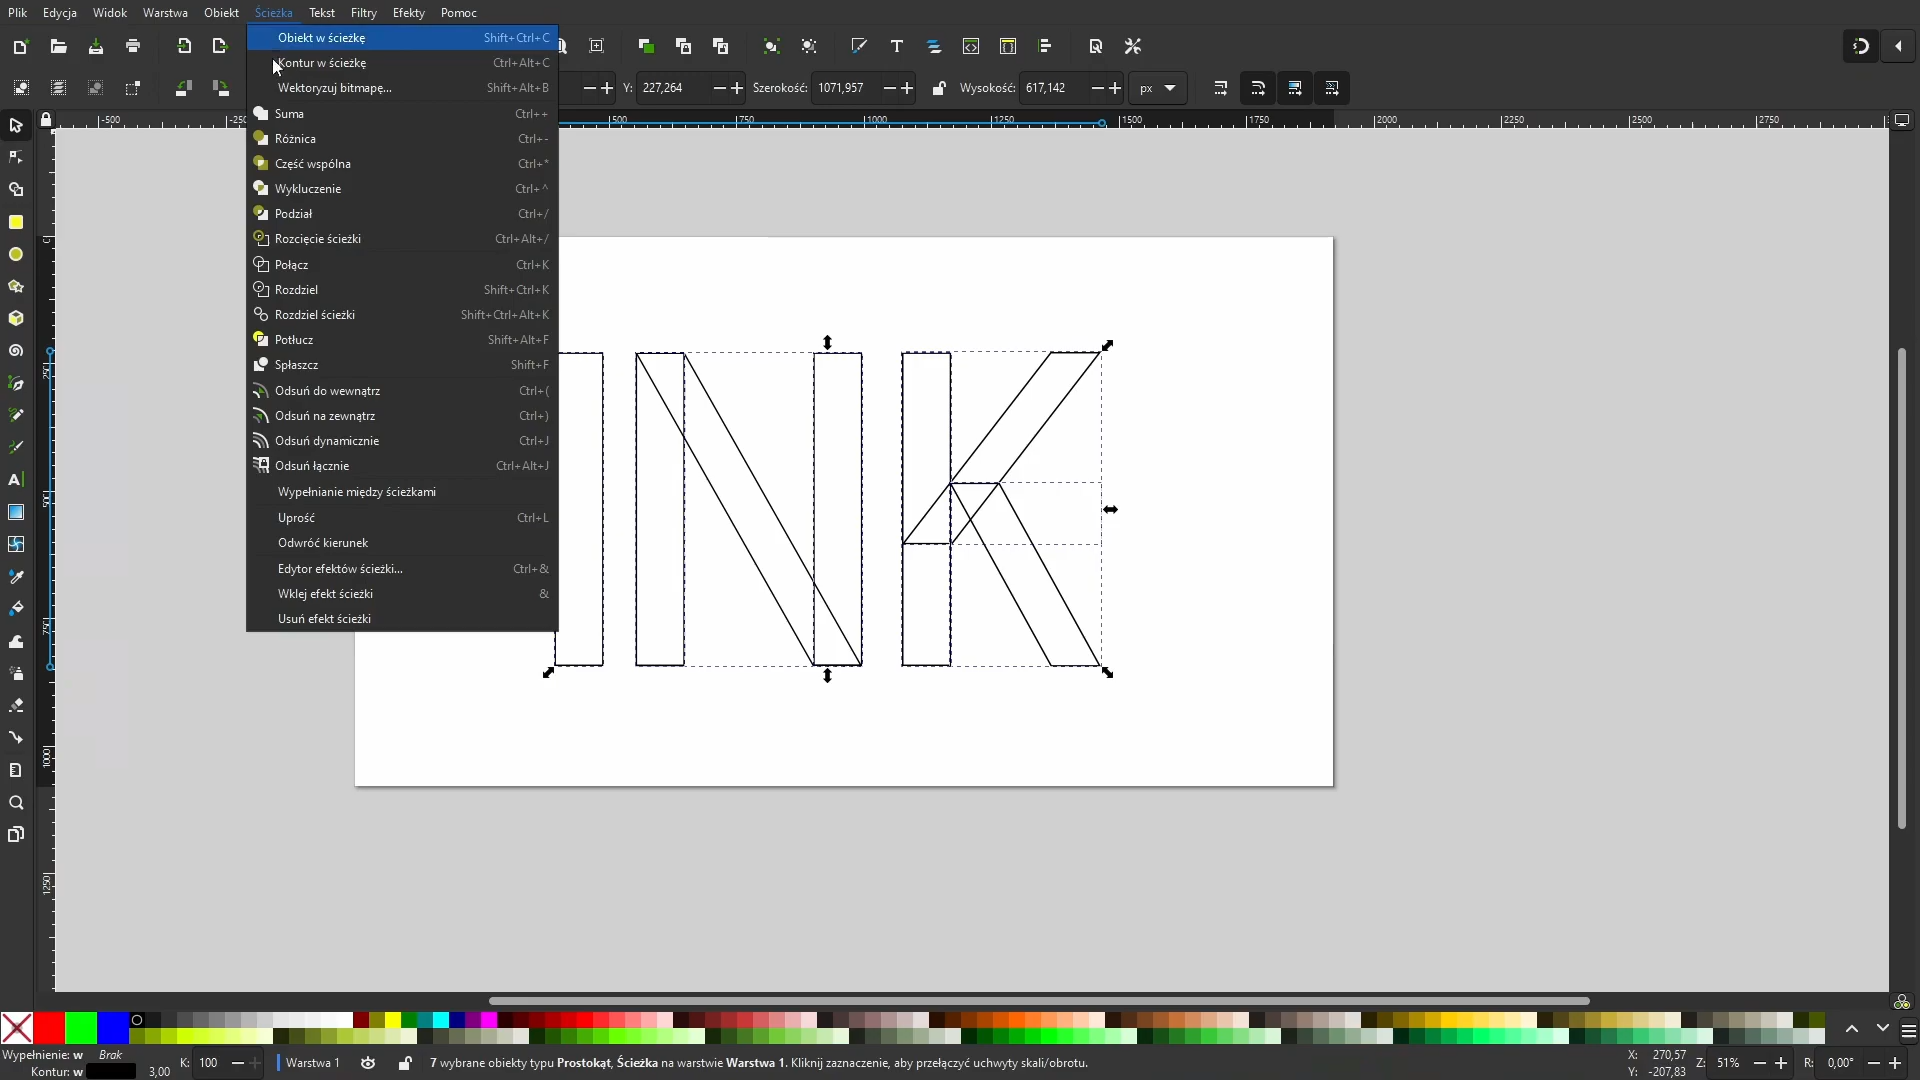 Plik Edycja Widok Warstwa Obiekt Ścieżka Tekst Filtry Efekty Pomoc
Obiekt w ścieżkę Shift+Ctrl+C
Kontur w ścieżkę Ctrl+Alt+C
Wektoryzuj bitmapę... Shift+Alt+B
Y: 227,264 Szerokość: 1071,957 Wysokość: 617,142 px
Suma Ctrl++
Różnica Ctrl+-
Część wspólna Ctrl+*
Wykluczenie Ctrl+^
Podział Ctrl+/
Rozcięcie ścieżki Ctrl+Alt+/
Połącz Ctrl+K
Rozdziel Shift+Ctrl+K
Rozdziel ścieżki Shift+Ctrl+Alt+K
Potłucz Shift+Alt+F
Spłaszcz Shift+F
Odsuń do wewnątrz Ctrl+(
Odsuń na zewnątrz Ctrl+)
Odsuń dynamicznie Ctrl+J
Odsuń łącznie Ctrl+Alt+J
Wypełnianie między ścieżkami
Uprość Ctrl+L
Odwróć kierunek
Edytor efektów ścieżki... Ctrl+&
Wklej efekt ścieżki &
Usuń efekt ścieżki
-500 500 750 1000 1250 1500 1750 2000 2250 2500 2750
0
250
500
750
1000
1250
INK
Wypełnienie: w Brak
Kontur: w 3,00
K: 100
Warstwa 1
7 wybrane obiekty typu Prostokąt, Ścieżka na warstwie Warstwa 1. Kliknij zaznaczenie, aby przełączyć uchwyty skali/obrotu.
X: 270,57
Y: -207,83
Z: 51%
R: 0,00°